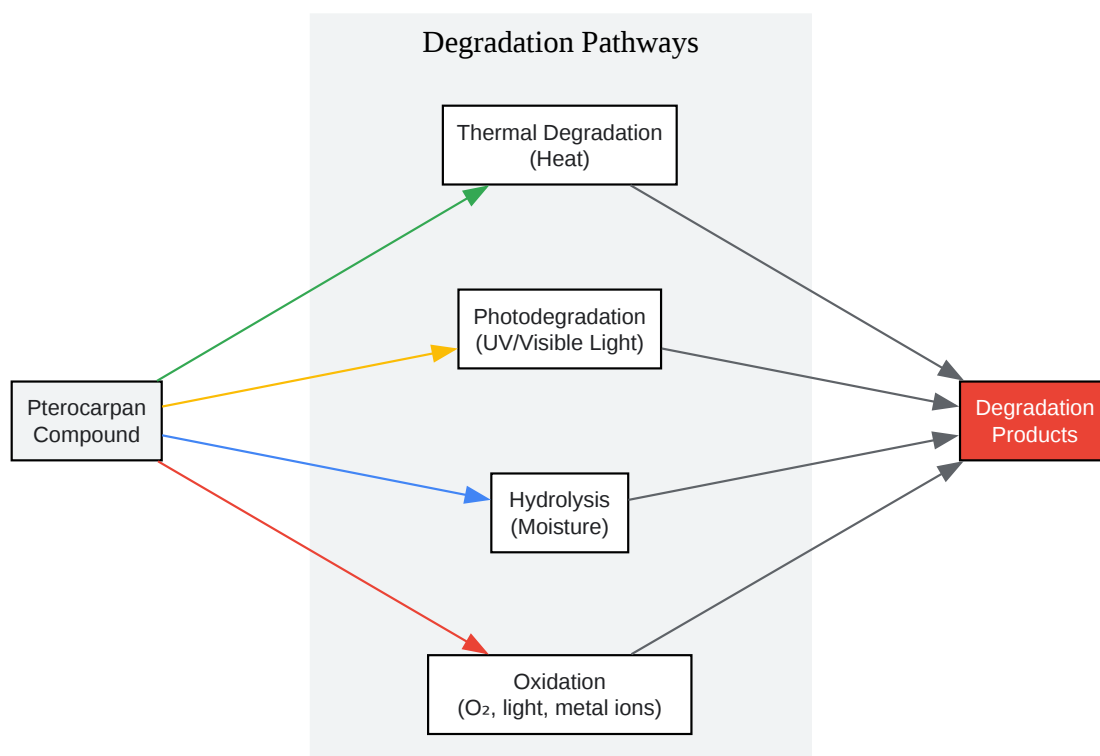 Degradation Pathways
Thermal Degradation
(Heat)
Photodegradation
(UV/Visible Light)
Pterocarpan
Compound
Degradation
Products
Hydrolysis
(Moisture)
Oxidation
(O₂, light, metal ions)